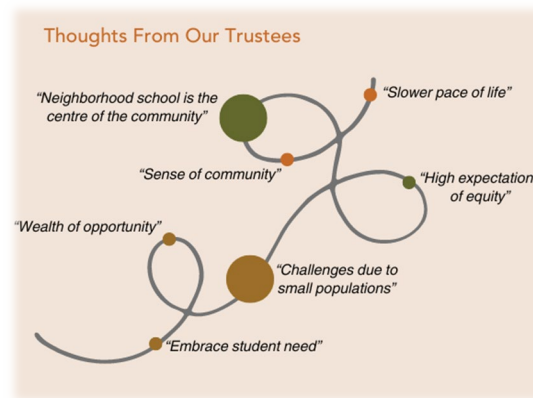 Thoughts From Our Trustees
“Neighborhood school is the
centre of the community”
“Slower pace of life”
“Sense of community”
“High expectation
of equity”
“Wealth of opportunity”
“Challenges due to
small populations”
“Embrace student need”